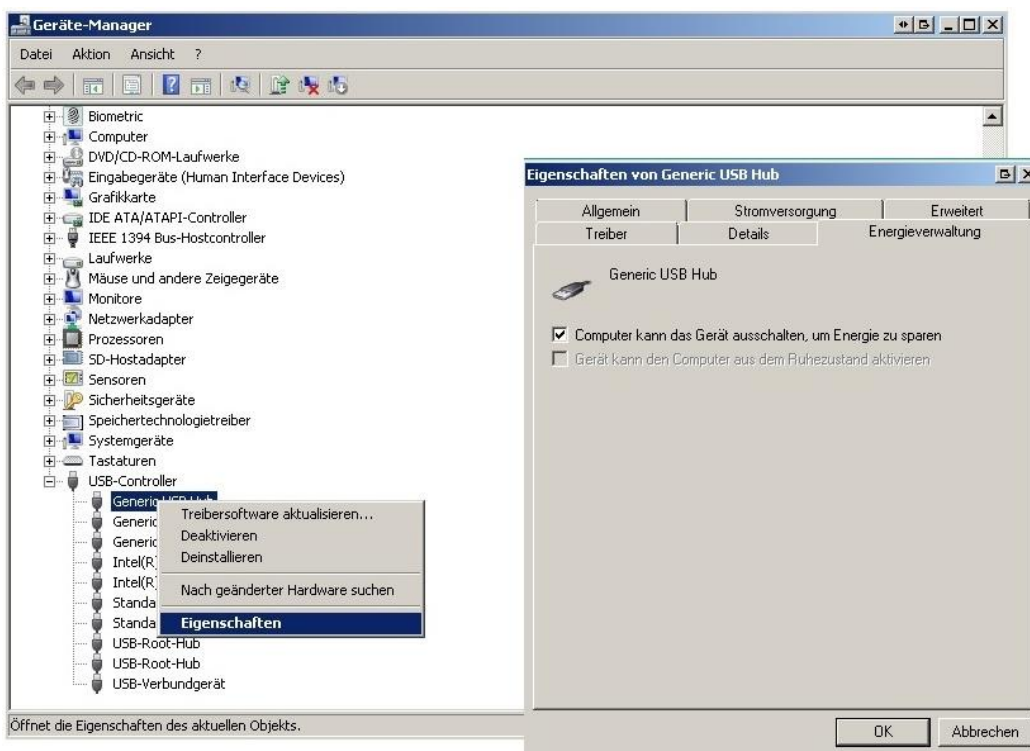 Geräte-Manager
Datei Aktion Ansicht ?
Biometric
Computer
DVD/CD-ROM-Laufwerke
Eingabegeräte (Human Interface Devices)
Grafikkarte
IDE ATA/ATAPI-Controller
IEEE 1394 Bus-Hostcontroller
Laufwerke
Mäuse und andere Zeigegeräte
Monitore
Netzwerkadapter
Prozessoren
SD-Hostadapter
Sensoren
Sicherheitsgeräte
Speichertechnologietreiber
Systemgeräte
Tastaturen
USB-Controller
Generic USB Hub
Generic
Generic
Intel(R)
Intel(R)
Standa
Standa
USB-Root-Hub
USB-Root-Hub
USB-Verbundgerät
Treibersoftware aktualisieren...
Deaktivieren
Deinstallieren
Nach geänderter Hardware suchen
Eigenschaften
Öffnet die Eigenschaften des aktuellen Objekts.
Eigenschaften von Generic USB Hub
Allgemein Stromversorgung Erweitert
Treiber Details Energieverwaltung
Generic USB Hub
Computer kann das Gerät ausschalten, um Energie zu sparen
Gerät kann den Computer aus dem Ruhezustand aktivieren
OK Abbrechen